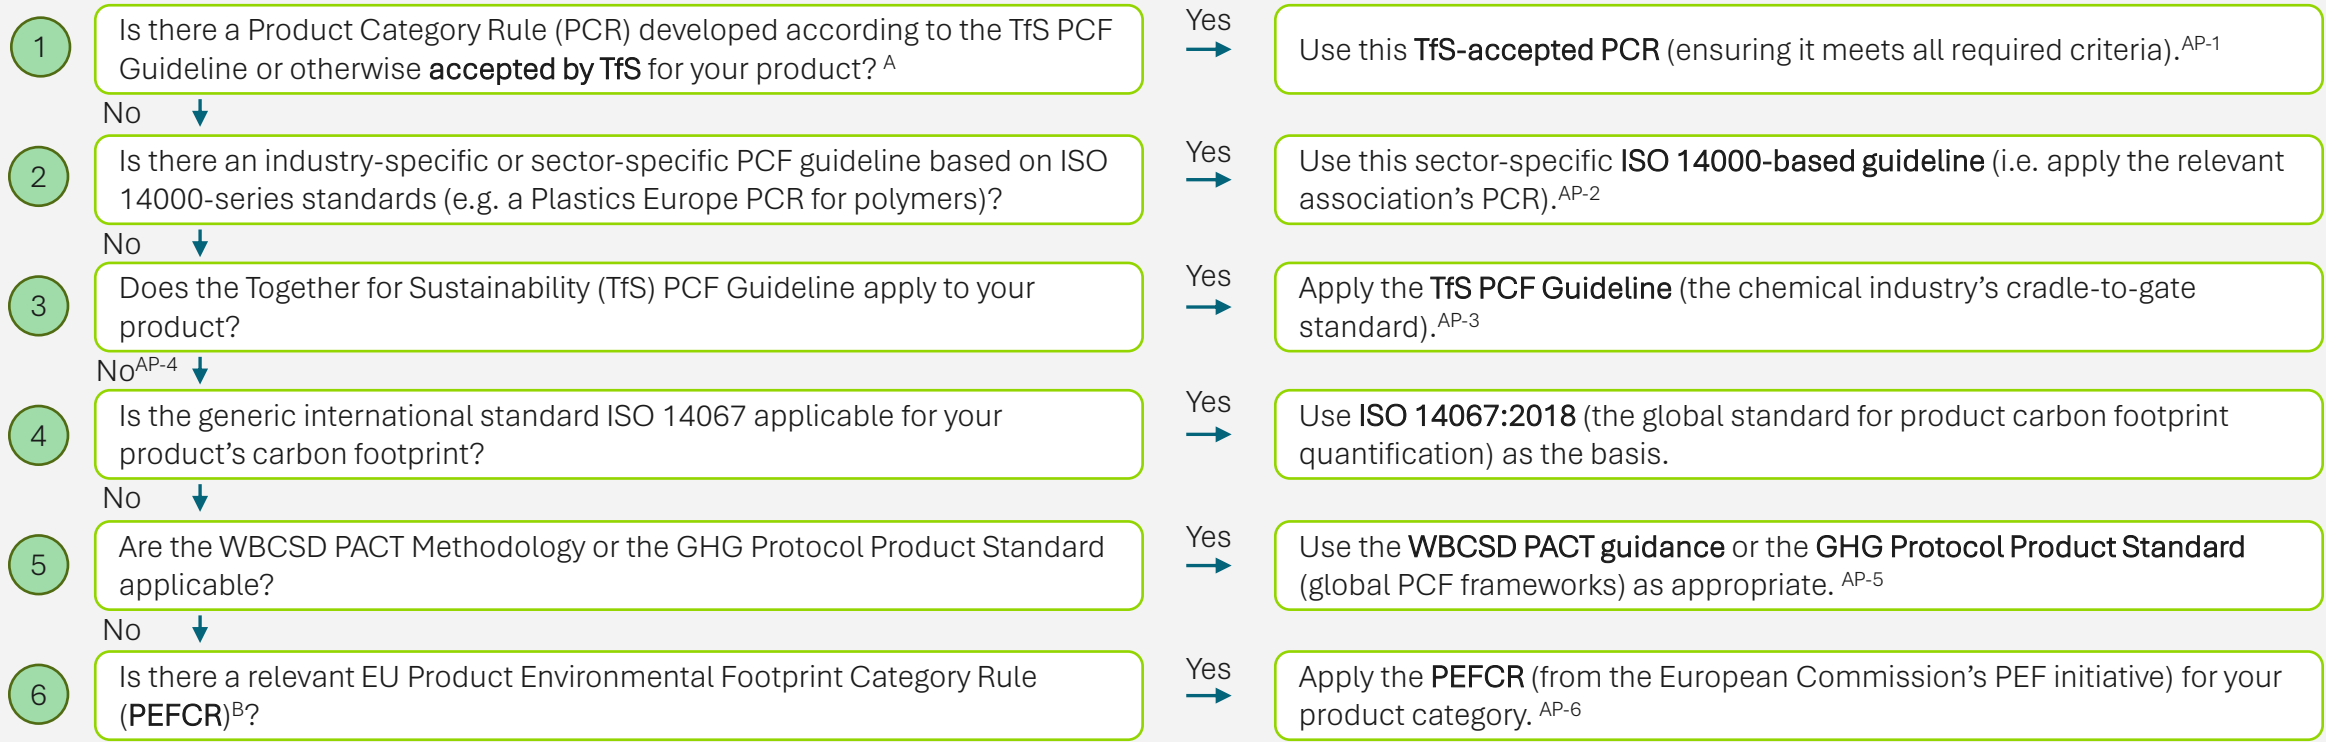 1
Is there a Product Category Rule (PCR) developed according to the TfS PCF
Guideline or otherwise accepted by TfS for your product? A
Yes
Use this TfS-accepted PCR (ensuring it meets all required criteria).AP-1
No
2
Is there an industry-specific or sector-specific PCF guideline based on ISO
14000-series standards (e.g. a Plastics Europe PCR for polymers)?
Yes
Use this sector-specific ISO 14000-based guideline (i.e. apply the relevant
association's PCR).AP-2
No
3
Does the Together for Sustainability (TfS) PCF Guideline apply to your
product?
Yes
Apply the TfS PCF Guideline (the chemical industry's cradle-to-gate
standard).AP-3
NoAP-4
4
Is the generic international standard ISO 14067 applicable for your
product's carbon footprint?
Yes
Use ISO 14067:2018 (the global standard for product carbon footprint
quantification) as the basis.
No
5
Are the WBCSD PACT Methodology or the GHG Protocol Product Standard
applicable?
Yes
Use the WBCSD PACT guidance or the GHG Protocol Product Standard
(global PCF frameworks) as appropriate. AP-5
No
6
Is there a relevant EU Product Environmental Footprint Category Rule
(PEFCR)B?
Yes
Apply the PEFCR (from the European Commission's PEF initiative) for your
product category. AP-6